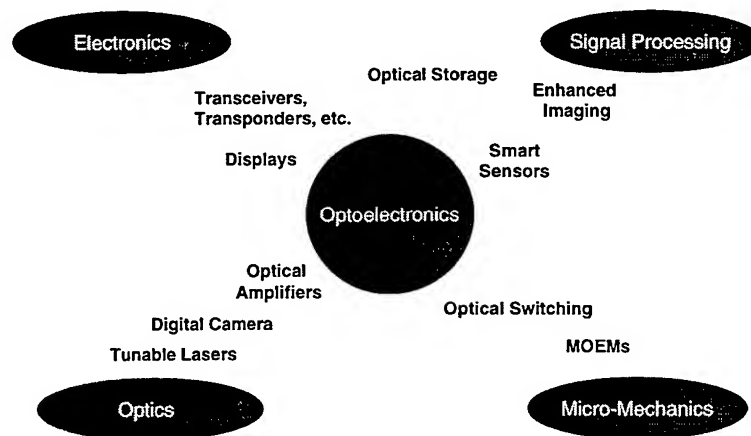 Electronics
Signal Processing
Optical Storage
Enhanced
Imaging
Transceivers,
Transponders, etc.
Displays
Smart
Sensors
Optoelectronics
Optical
Amplifiers
Optical Switching
Digital Camera
Tunable Lasers
MOEMs
Optics
Micro-Mechanics